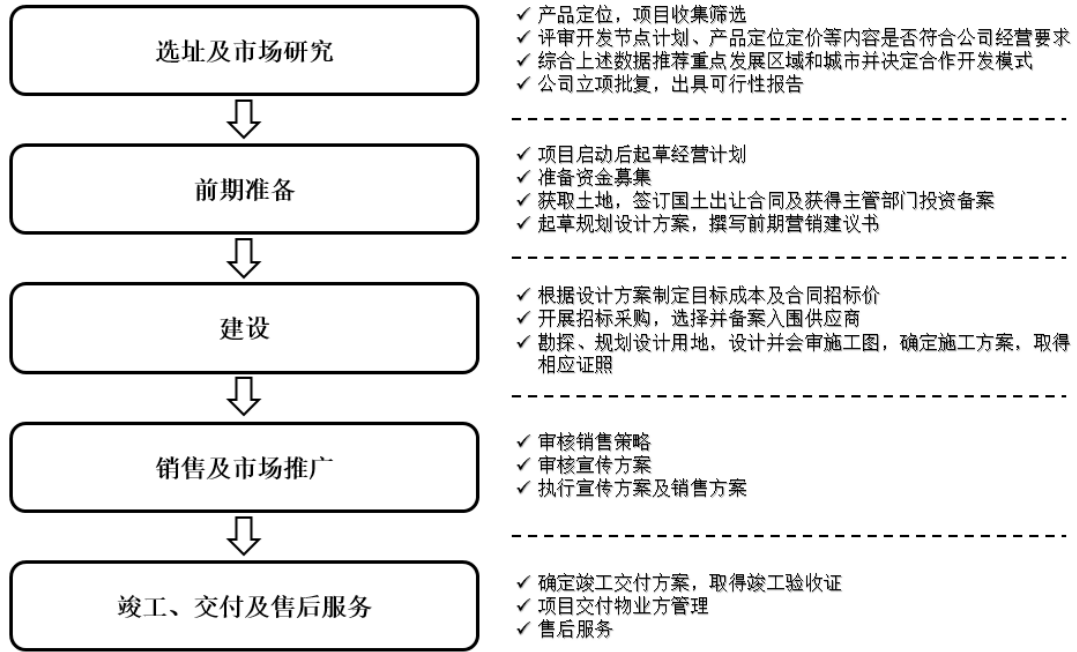 选址及市场研究
✓ 产品定位，项目收集筛选
✓ 评审开发节点计划、产品定位定价等内容是否符合公司经营要求
✓ 综合上述数据推荐重点发展区域和城市并决定合作开发模式
✓ 公司立项批复，出具可行性报告
前期准备
✓ 项目启动后起草经营计划
✓ 准备资金募集
✓ 获取土地，签订国土出让合同及获得主管部门投资备案
✓ 起草规划设计方案，撰写前期营销建议书
建设
✓ 根据设计方案制定目标成本及合同招标价
✓ 开展招标采购，选择并备案入围供应商
✓ 勘探、规划设计用地，设计并会审施工图，确定施工方案，取得
相应证照
销售及市场推广
✓ 审核销售策略
✓ 审核宣传方案
✓ 执行宣传方案及销售方案
竣工、交付及售后服务
✓ 确定竣工交付方案，取得竣工验收证
✓ 项目交付物业方管理
✓ 售后服务